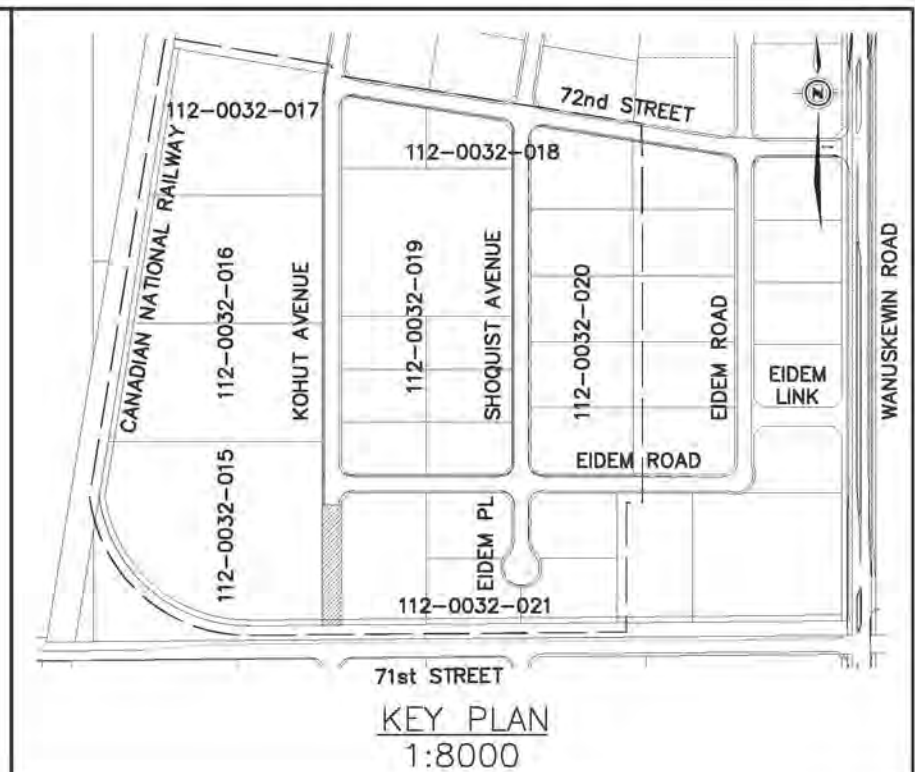 72nd STREET
112-0032-017
112-0032-018
CANADIAN NATIONAL RAILWAY
112-0032-016
KOHUT AVENUE
112-0032-019
SHOQUIST AVENUE
112-0032-020
EIDEM ROAD
EIDEM
LINK
WANUSKEWIN ROAD
EIDEM ROAD
112-0032-015
EIDEM PL
112-0032-021
71st STREET
KEY PLAN
1:8000
N